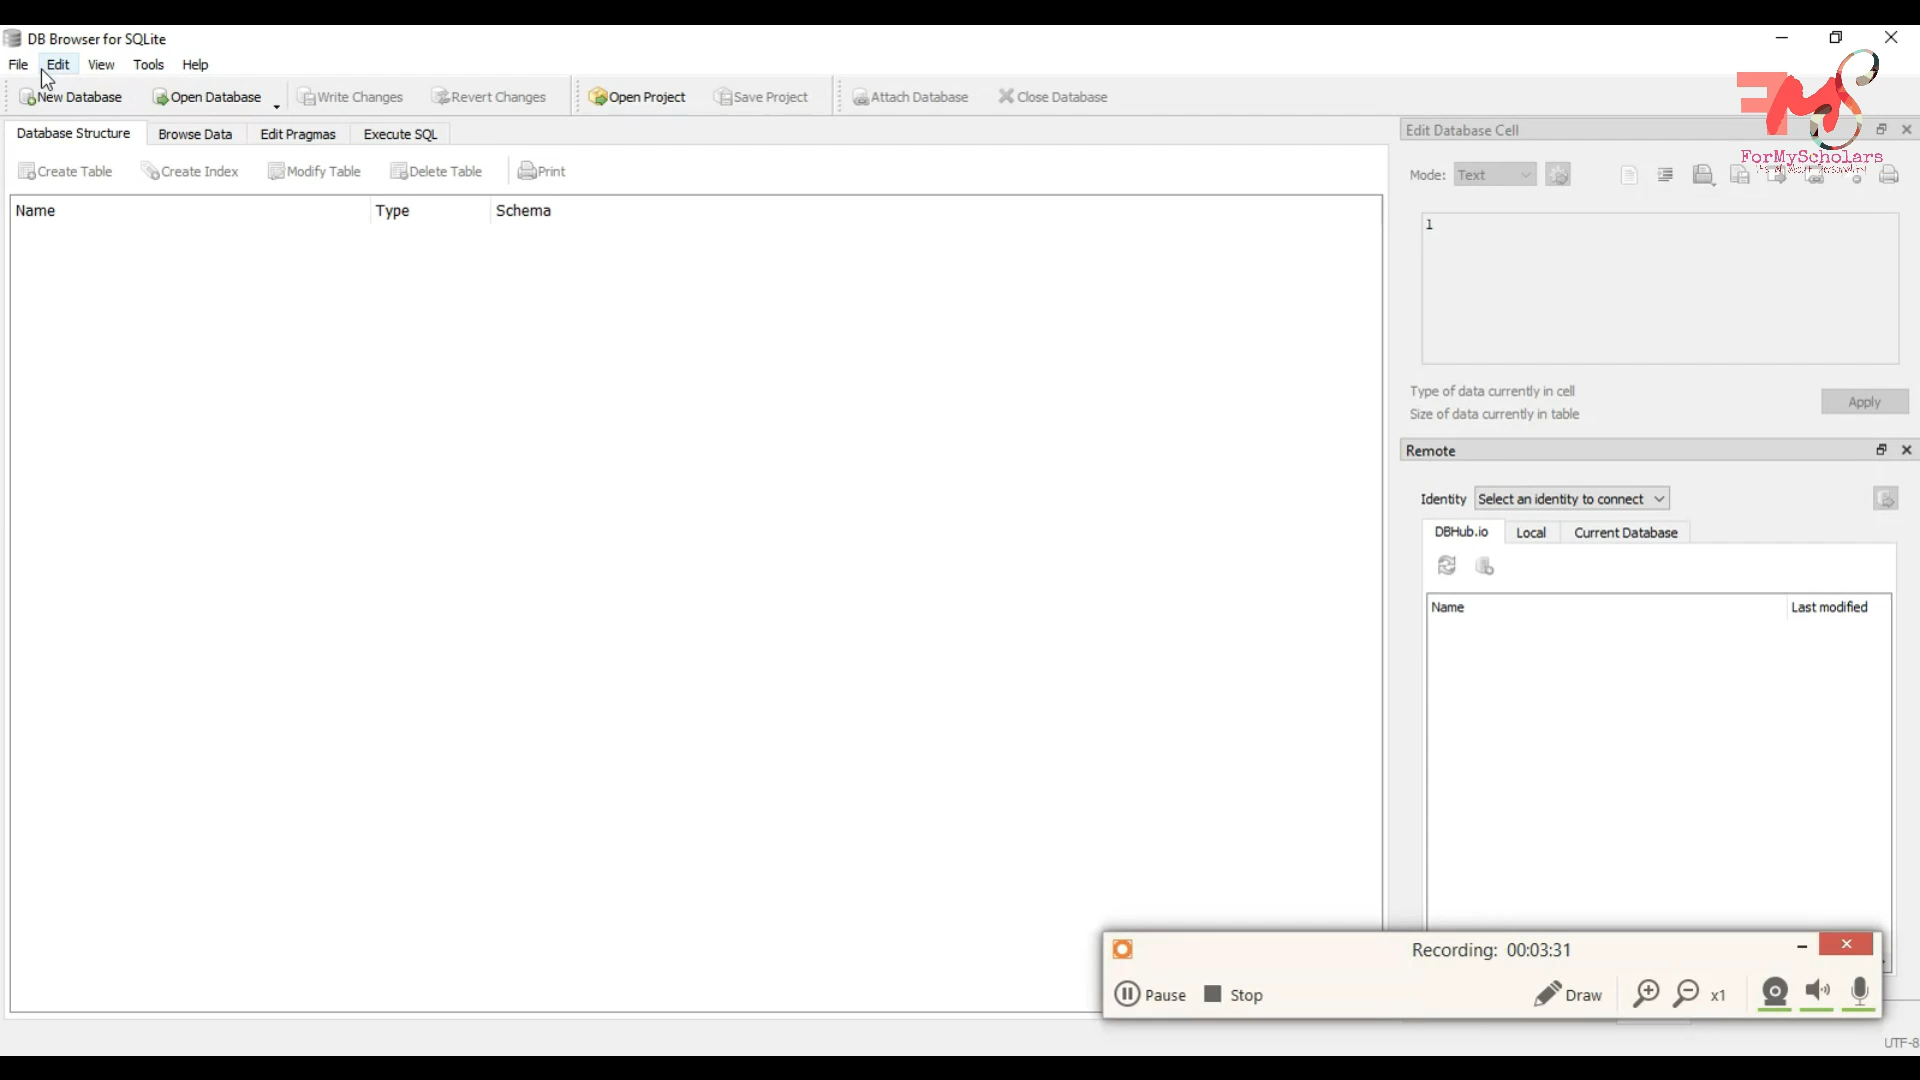 DB Browser for SQLite
File Edit View Tools Help
New Database Open Database Write Changes Revert Changes Open Project Save Project Attach Database Close Database
Database Structure Browse Data Edit Pragmas Execute SQL
Create Table Create Index Modify Table Delete Table Print
Name Type Schema
Edit Database Cell
ForMyScholars
Mode: Text
1
Type of data currently in cell
Size of data currently in table
Apply
Remote
Identity Select an identity to connect
DBHub.io Local Current Database
Name Last modified
Recording: 00:03:31
Pause Stop Draw x1
UTF-8